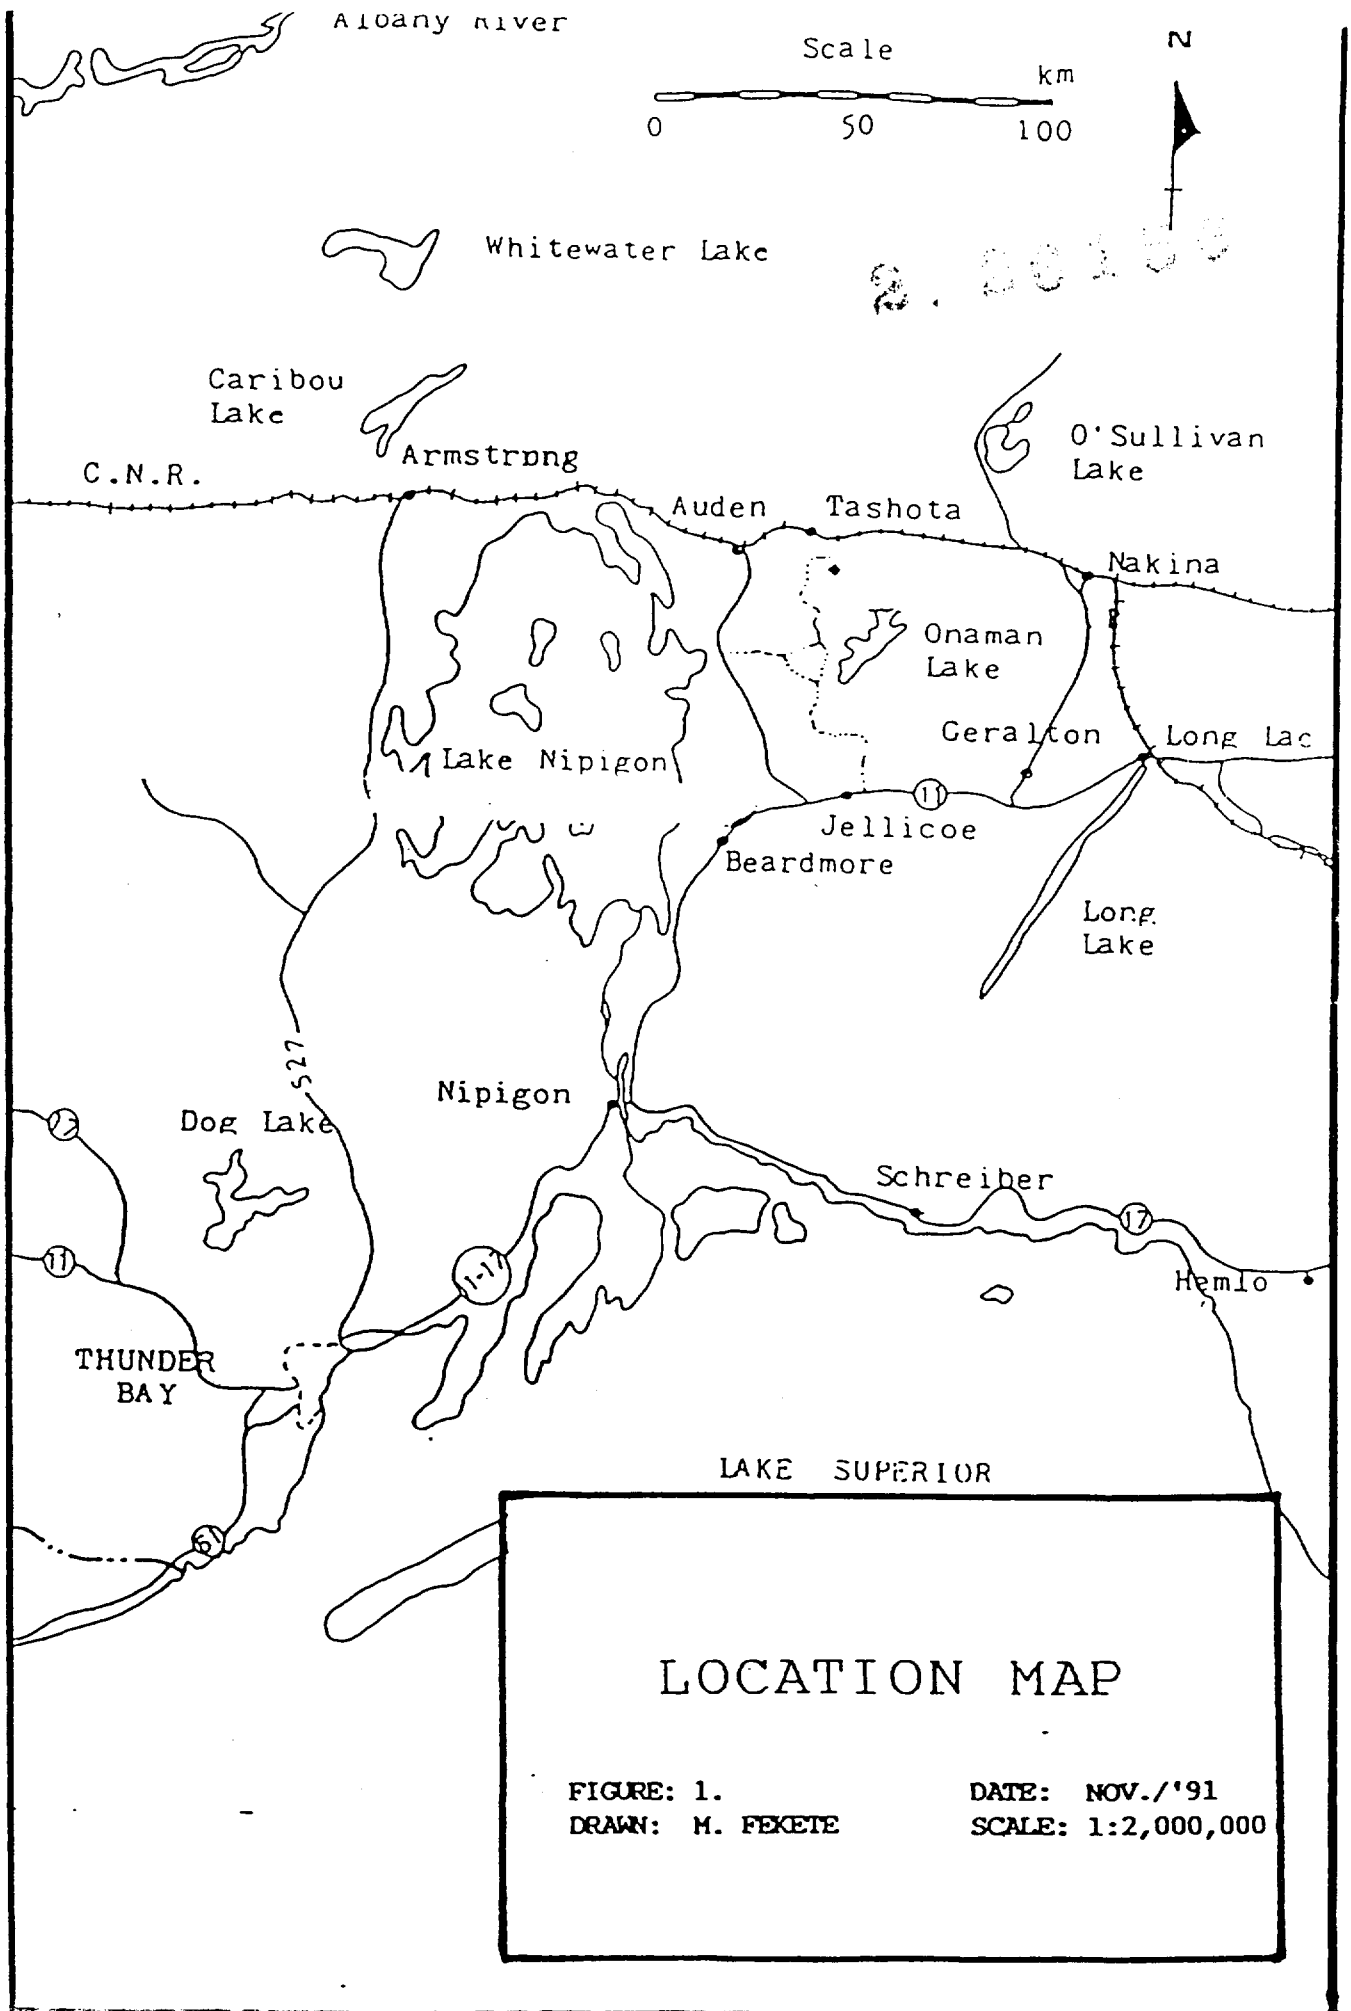 Albany River
Scale
N
km
0 50 100
Whitewater Lake
Caribou
Lake
O'Sullivan
Lake
Armstrong
C.N.R.
Auden
Tashota
Nakina
Onaman
Lake
Geralton
Long Lac
Lake Nipigon
11
Jellicoe
Beardmore
Long
Lake
527
Nipigon
Dog Lake
Schreiber
17
11
1-17
Hemlo
THUNDER
BAY
LAKE SUPERIOR
61
LOCATION MAP
FIGURE: 1.
DATE: NOV./'91
DRAWN: M. FEKETE
SCALE: 1:2,000,000